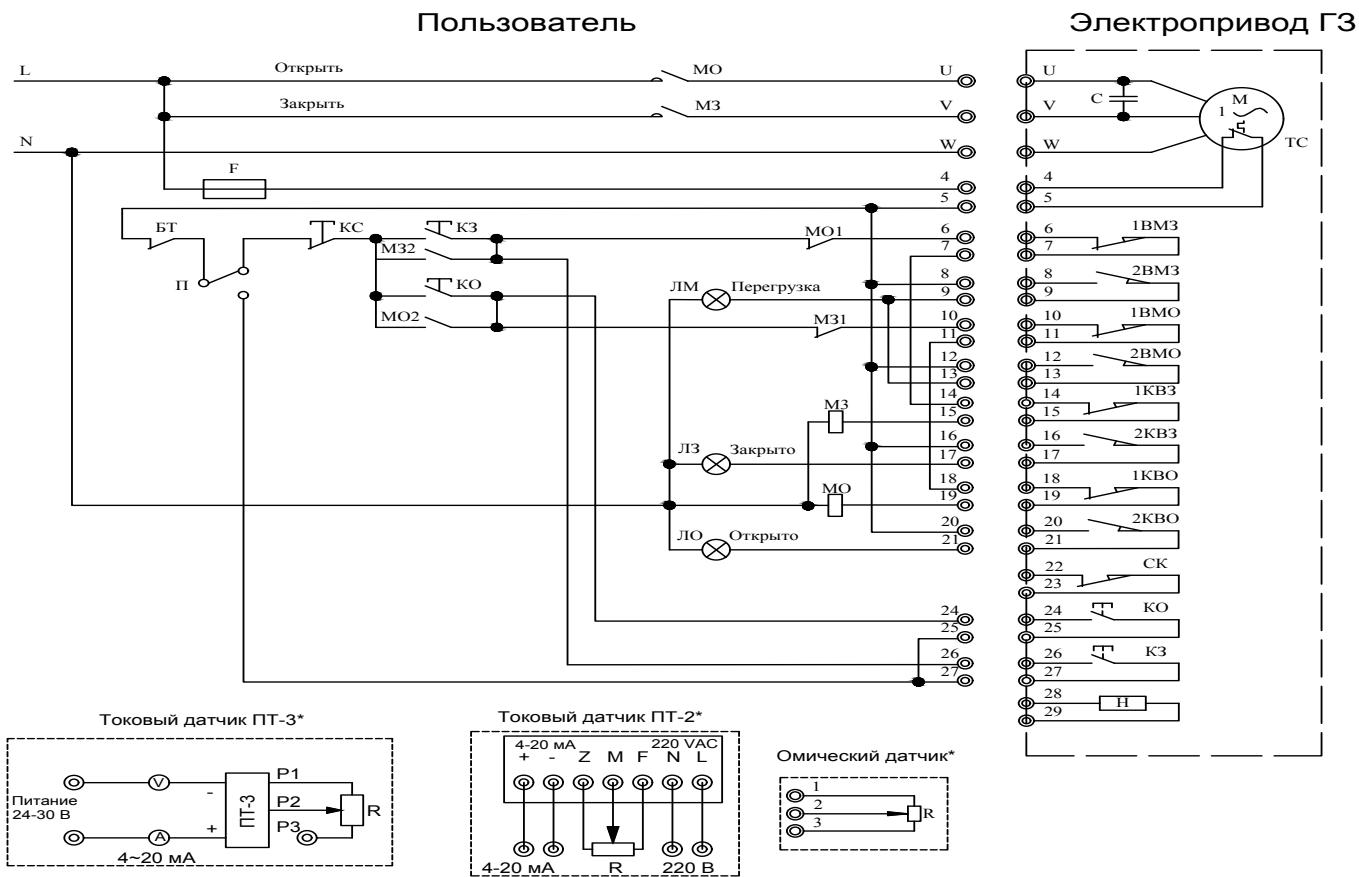 Пользователь
Электропривод ГЗ
L Открыть МО U U
Закрыть МЗ V V С М 1
N W W ТС
F 4 4
5 5
БТ КС КЗ МО1 6 6 1ВМЗ
МЗ2 7 7
П КО ЛМ Перегрузка 8 8 2ВМЗ
9 9
МО2 МЗ1 10 10 1ВМО
11 11
12 12 2ВМО
13 13
14 14 1КВЗ
МЗ 15 15
16 16 2КВЗ
ЛЗ Закрыто 17 17
18 18 1КВО
МО 19 19
20 20 2КВО
ЛО Открыто 21 21
22 СК
23
24 24 КО
25 25
26 26 КЗ
27 27
28 Н
29
Токовый датчик ПТ-3*
Питание
24-30 В
V
-
A
+
4~20 мА
ПТ-3
P1
P2
P3
R
Токовый датчик ПТ-2*
4-20 мА 220 VAC
+ - Z M F N L
4-20 мА R 220 В
Омический датчик*
1
2
3
R